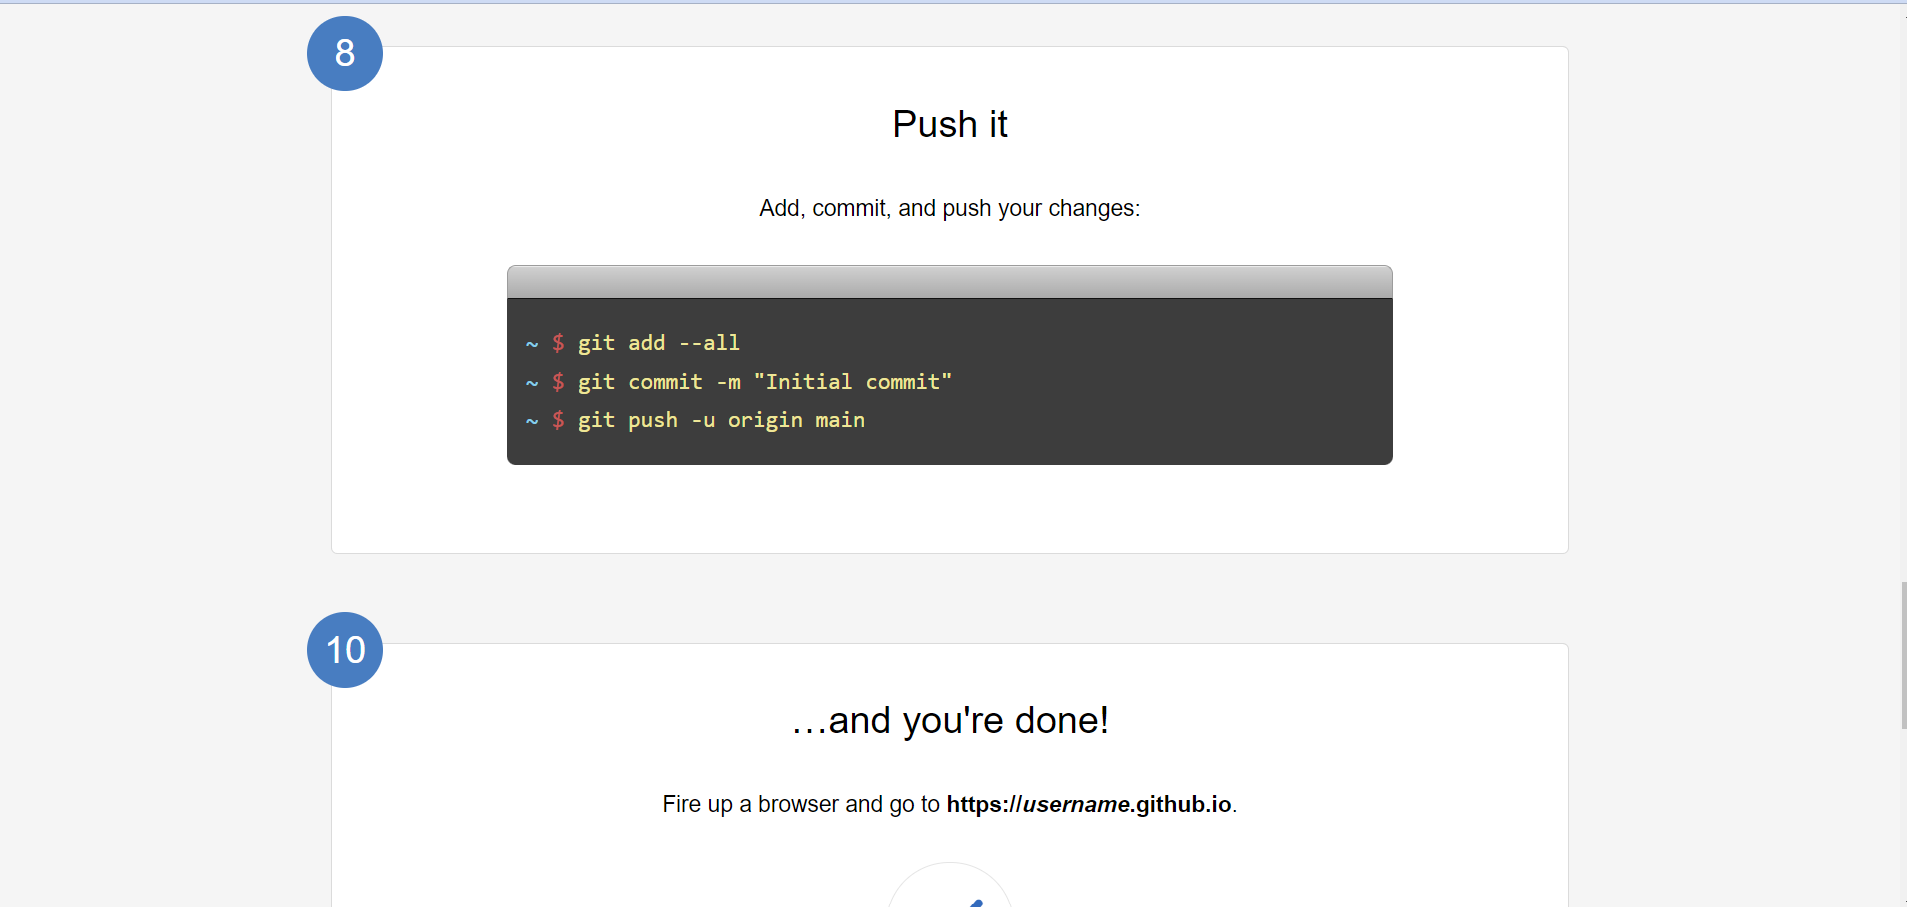 8
Push it
Add, commit, and push your changes:
~ $ git add --all
~ $ git commit -m "Initial commit"
~ $ git push -u origin main
10
…and you're done!
Fire up a browser and go to https://username.github.io.